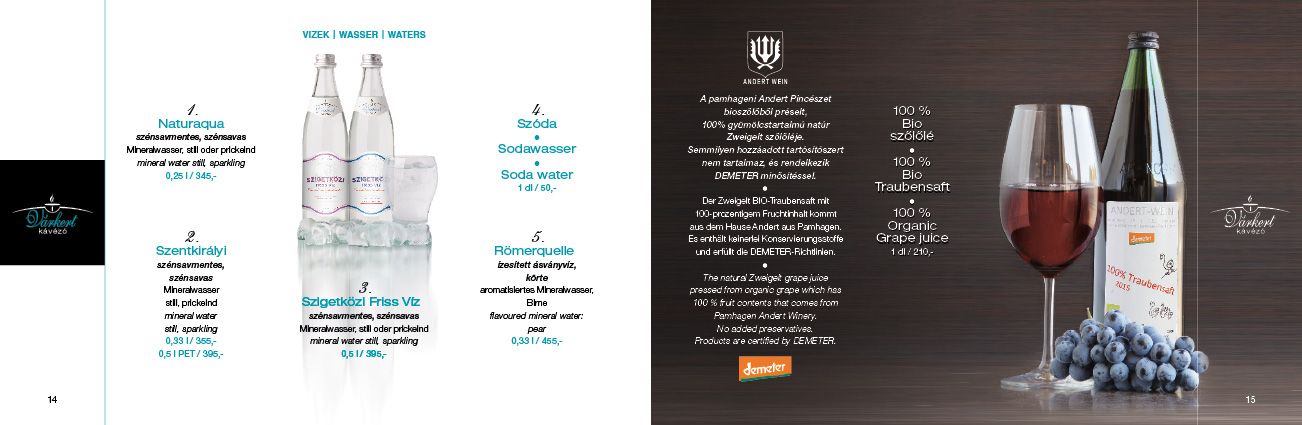 VIZEK | WASSER | WATERS
1.
Naturaqua
szénsavmentes, szénsavas
Mineralwasser, still oder prickelnd
mineral water still, sparkling
0,25 l / 345,-
2.
Szentkirályi
szénsavmentes,
szénsavas
Mineralwasser
still, prickelnd
mineral water
still, sparkling
0,33 l / 355,-
0,5 l PET / 395,-
SZIGETKÖZI
FRISS VÍZ
SZIGETKÖZI
FRISS VÍZ
3.
Szigetközi Friss Víz
szénsavmentes, szénsavas
Mineralwasser, still oder prickelnd
mineral water still, sparkling
0,5 l / 395,-
4.
Szóda
•
Sodawasser
•
Soda water
1 dl / 50,-
5.
Römerquelle
ízesített ásványvíz,
körte
aromatisiertes Mineralwasser,
Birne
flavoured mineral water:
pear
0,33 l / 455,-
Várkert
kávézó
14
ANDERT WEIN
A pamhageni Andert Pincészet
bioszőlőből préselt,
100% gyümölcstartalmú natúr
Zweigelt szőlőléje.
Semmilyen hozzáadott tartósítószert
nem tartalmaz, és rendelkezik
DEMETER minősítéssel.
•
Der Zweigelt BIO-Traubensaft mit
100-prozentigem Fruchtinhalt kommt
aus dem Hause Andert aus Pamhagen.
Es enthält keinerlei Konservierungsstoffe
und erfüllt die DEMETER-Richtlinien.
•
The natural Zweigelt grape juice
pressed from organic grape which has
100 % fruit contents that comes from
Pamhagen Andert Winery.
No added preservatives.
Products are certified by DEMETER.
demeter
100 %
Bio
szőlőlé
•
100 %
Bio
Traubensaft
•
100 %
Organic
Grape juice
1 dl / 210,-
ANDERT-WEIN
demeter
100% Traubensaft
2015
Várkert
kávézó
15